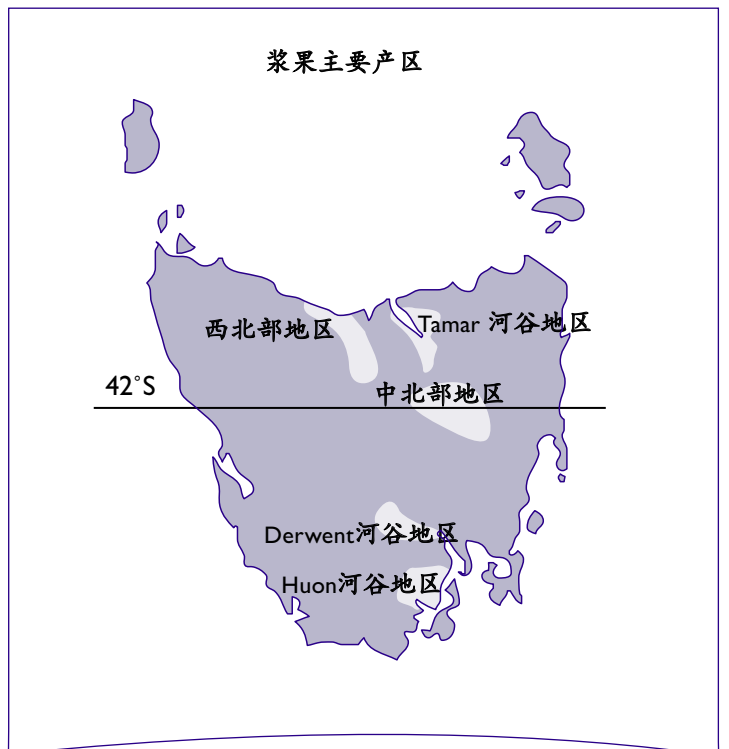 浆果主要产区
西北部地区
Tamar 河谷地区
42°S
中北部地区
Derwent河谷地区
Huon河谷地区